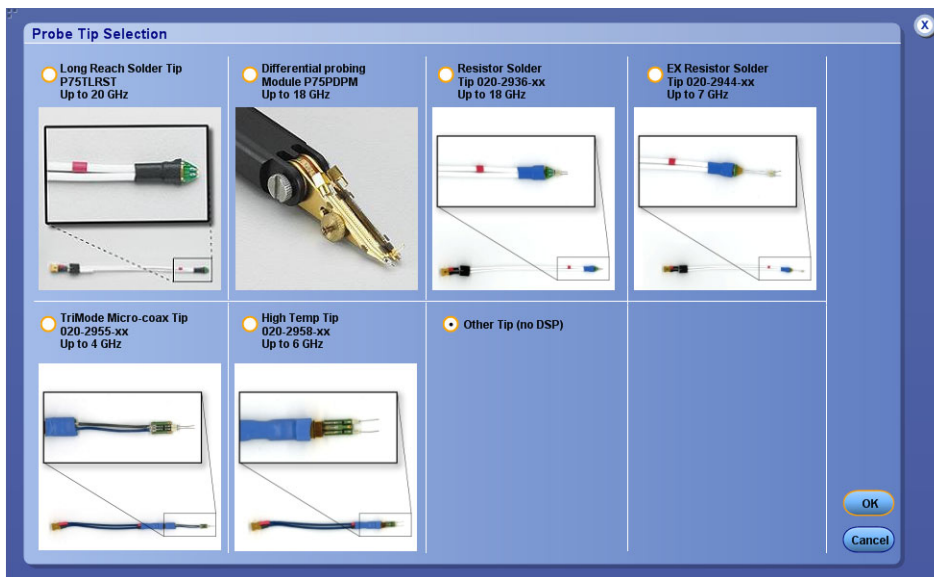 Probe Tip Selection
X
Long Reach Solder Tip
P75TLRST
Up to 20 GHz
Differential probing
Module P75PDPM
Up to 18 GHz
Resistor Solder
Tip 020-2936-xx
Up to 18 GHz
EX Resistor Solder
Tip 020-2944-xx
Up to 7 GHz
TriMode Micro-coax Tip
020-2955-xx
Up to 4 GHz
High Temp Tip
020-2958-xx
Up to 6 GHz
Other Tip (no DSP)
OK
Cancel